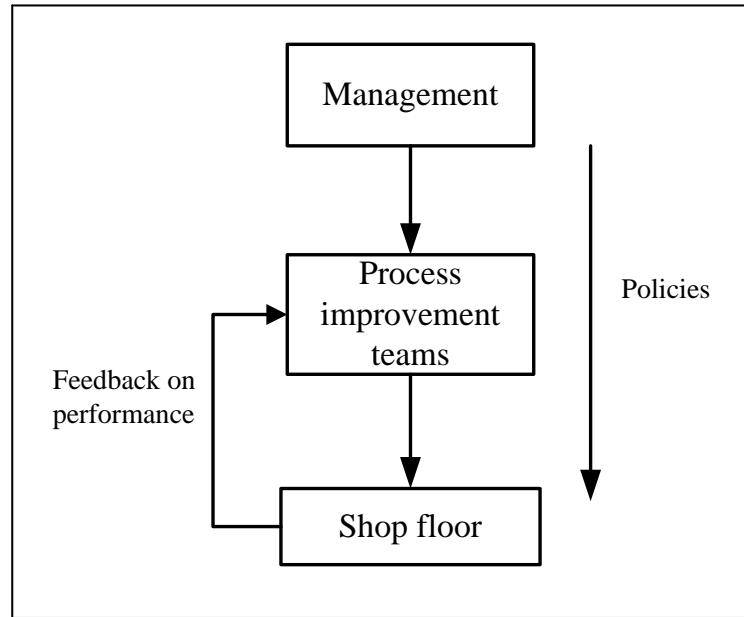 Management
Process
improvement
teams
Policies
Feedback on
performance
Shop floor